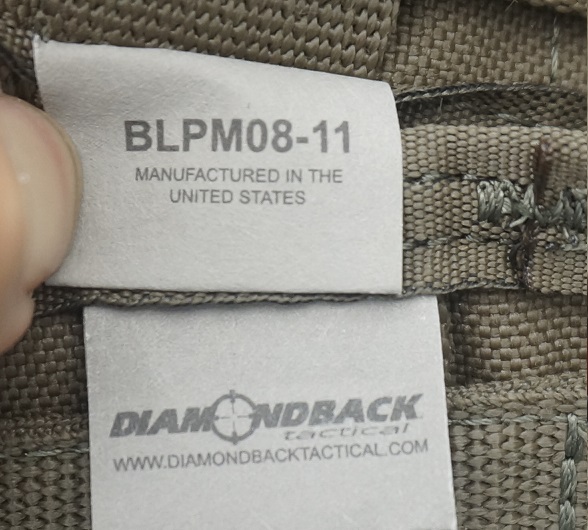 BLPM08-11
MANUFACTURED IN THE
UNITED STATES
DIAMONDBACK
tactical
WWW.DIAMONDBACKTACTICAL.COM